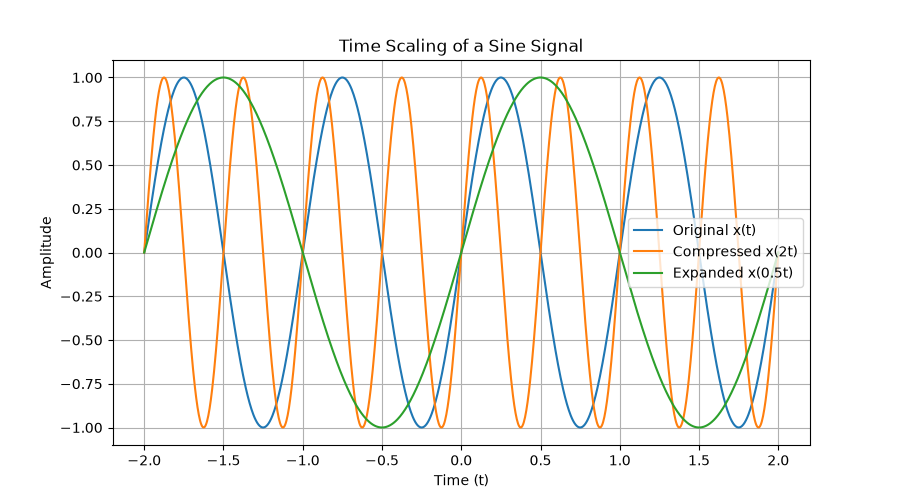 Time Scaling of a Sine Signal
1.00
0.75
0.50
0.25
0.00
−0.25
−0.50
−0.75
−1.00
Amplitude
Original x(t)
Compressed x(2t)
Expanded x(0.5t)
−2.0 −1.5 −1.0 −0.5 0.0 0.5 1.0 1.5 2.0
Time (t)